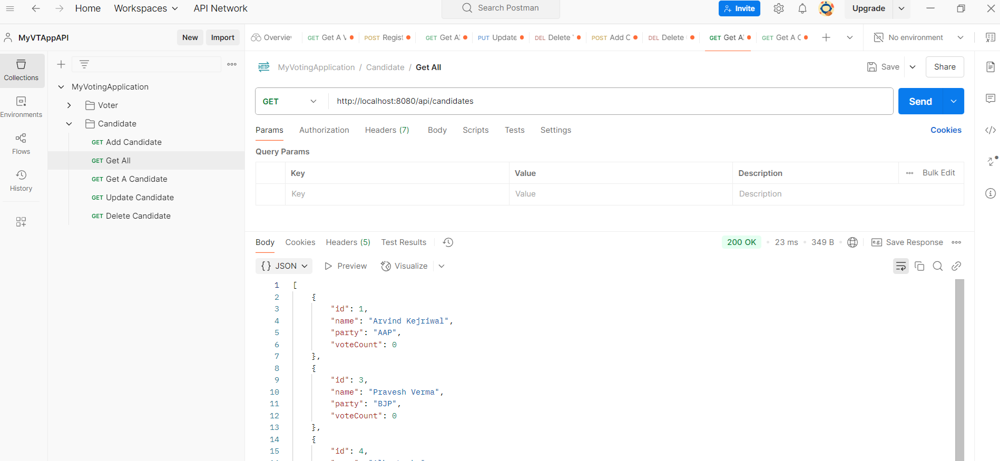 Home Workspaces API Network Search Postman Invite Upgrade
MyVTAppAPI New Import Overvie GET Get A V POST Regist GET Get A PUT Update DEL Delete POST Add C DEL Delete GET Get A GET Get A C No environment
Collections
Environments
Flows
History
MyVotingApplication
Voter
Candidate
GET Add Candidate
GET Get All
GET Get A Candidate
GET Update Candidate
GET Delete Candidate
HTTP MyVotingApplication / Candidate / Get All Save Share
GET http://localhost:8080/api/candidates Send
Params Authorization Headers (7) Body Scripts Tests Settings Cookies
Query Params
Key Value Description Bulk Edit
Key Value Description
Body Cookies Headers (5) Test Results 200 OK 23 ms 349 B e.g. Save Response
{} JSON Preview Visualize
1 [
2 {
3 "id": 1,
4 "name": "Arvind Kejriwal",
5 "party": "AAP",
6 "voteCount": 0
7 },
8 {
9 "id": 3,
10 "name": "Pravesh Verma",
11 "party": "BJP",
12 "voteCount": 0
13 },
14 {
15 "id": 4,